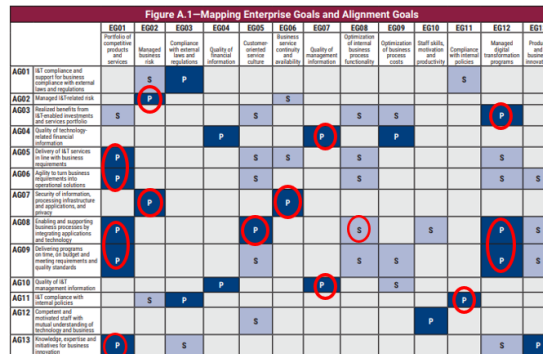 Figure A.1—Mapping Enterprise Goals and Alignment Goals
EG01 EG02 EG03 EG04 EG05 EG06 EG07 EG08 EG09 EG10 EG11 EG12 EG13
Portfolio of competitive products and services
Managed business risk
Compliance with external laws and regulations
Quality of financial information
Customer-oriented service culture
Business service continuity and availability
Quality of management information
Optimization of internal business process functionality
Optimization of business process costs
Staff skills, motivation and productivity
Compliance with internal policies
Managed digital transformation programs
AG01 I&T compliance and support for business compliance with external laws and regulations S P S
AG02 Managed I&T-related risk P S
AG03 Realized benefits from I&T-enabled investments and services portfolio S S S S P
AG04 Quality of technology-related financial information P P P
AG05 Delivery of I&T services in line with business requirements P S S S S
AG06 Agility to turn business requirements into operational solutions P S S S S
AG07 Security of information, processing infrastructure and applications, and privacy P P
AG08 Enabling and supporting business processes by integrating applications and technology P P S S P S
AG09 Delivering programs on time, on budget and meeting requirements and quality standards P S S S P S
AG10 Quality of I&T management information P P S
AG11 I&T compliance with internal policies S P P
AG12 Competent and motivated staff with mutual understanding of technology and business S P
AG13 Knowledge, expertise and initiatives for business innovation P S S P